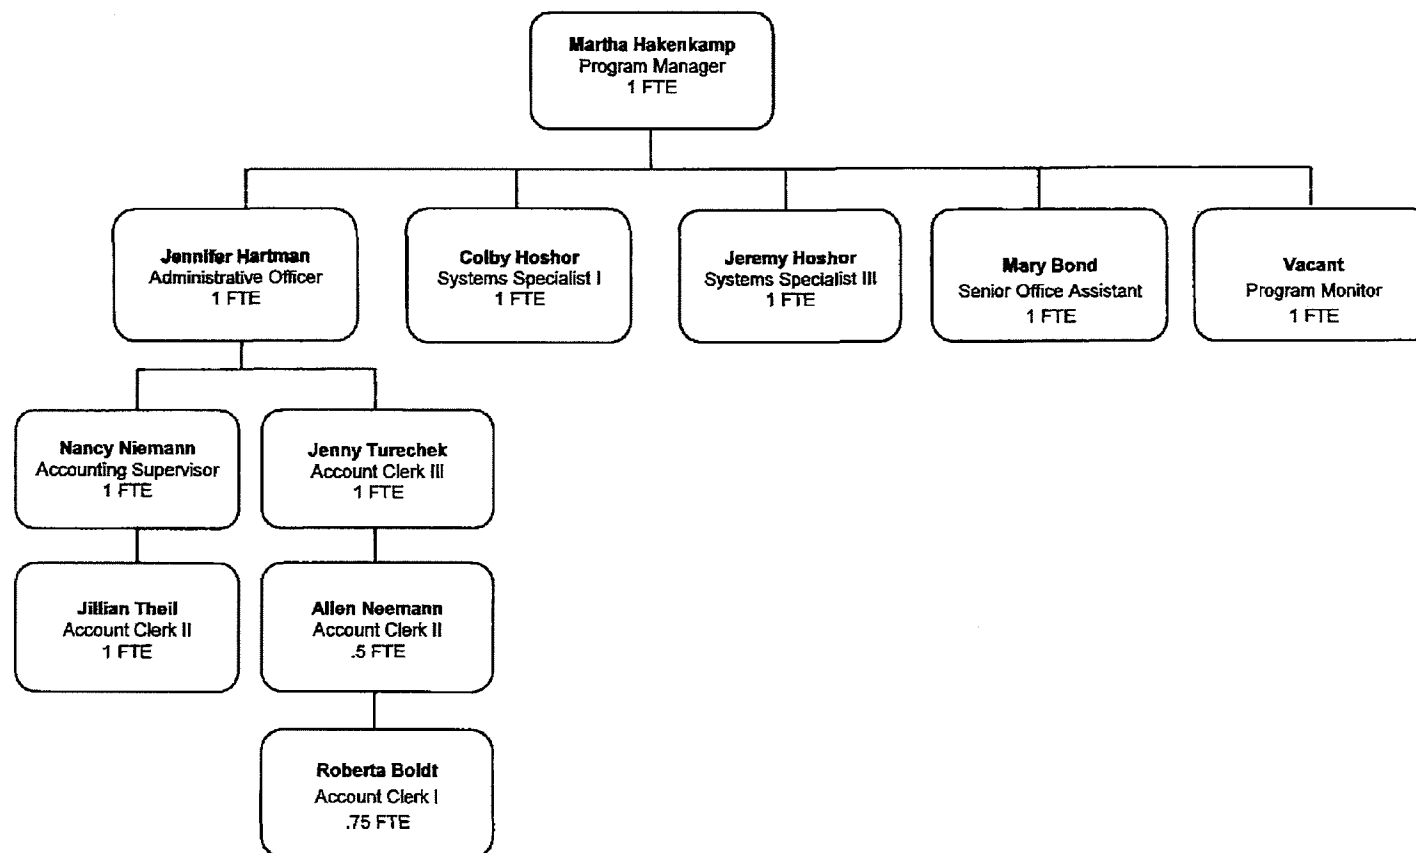 Martha Hakenkamp
Program Manager
1 FTE
Jennifer Hartman
Administrative Officer
1 FTE
Colby Hoshor
Systems Specialist I
1 FTE
Jeremy Hoshor
Systems Specialist III
1 FTE
Mary Bond
Senior Office Assistant
1 FTE
Vacant
Program Monitor
1 FTE
Nancy Niemann
Accounting Supervisor
1 FTE
Jenny Turechek
Account Clerk III
1 FTE
Jillian Theil
Account Clerk II
1 FTE
Allen Neemann
Account Clerk II
.5 FTE
Roberta Boldt
Account Clerk I
.75 FTE